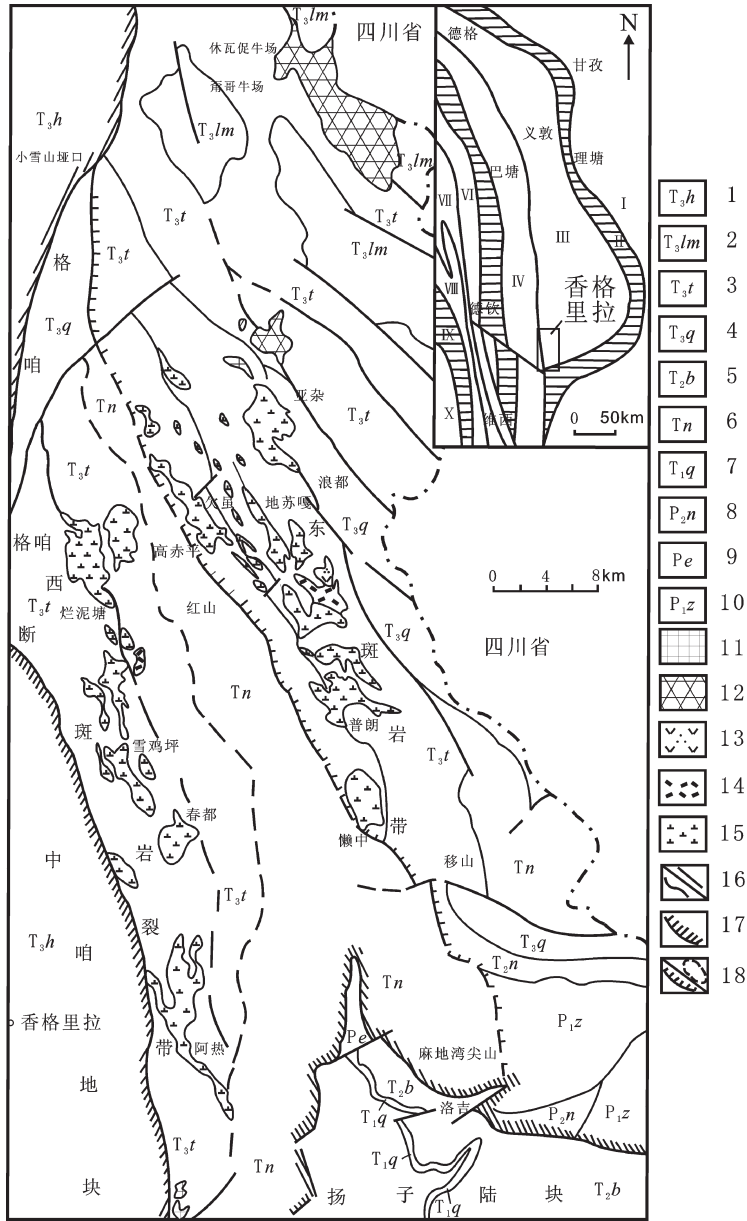 T₃lm
四川省
休瓦促牛场
甭哥牛场
T₃h
T₃lm
T₃lm
小雪山垭口
T₃t
T₃t
T₃t
T₃lm
格
T₃t
T₃q
咱
Tn
亚杂
T₃t
T₃t
浪都
欠虽
地苏嘎
东
T₃q
格咱
高赤平
西
T₃t
烂泥塘
红山
断
T₃q
四川省
斑
Tn
斑
普朗
岩
雪鸡坪
T₃t
春都
懒中
带
中
岩
移山
Tn
T₃t
裂
T₃q
T₃h
咱
T₂n
Tn
P₁z
香格里拉
Pe
带
阿热
麻地湾尖山
地
T₂b
洛吉
T₁q
P₂n
P₁z
T₃t
T₁q
Tn
块
扬子陆块
T₂b
T₁q
0 4 8km
德格
N
甘孜
义敦
理塘
巴塘
Ⅶ
Ⅵ
Ⅰ
Ⅲ
Ⅱ
Ⅷ
Ⅳ
香格里拉
德钦
Ⅸ
Ⅹ
维西
0 50km
T₃h 1
T₃lm 2
T₃t 3
T₃q 4
T₂b 5
Tn 6
T₁q 7
P₂n 8
Pe 9
P₁z 10
11
12
13
14
15
16
17
18